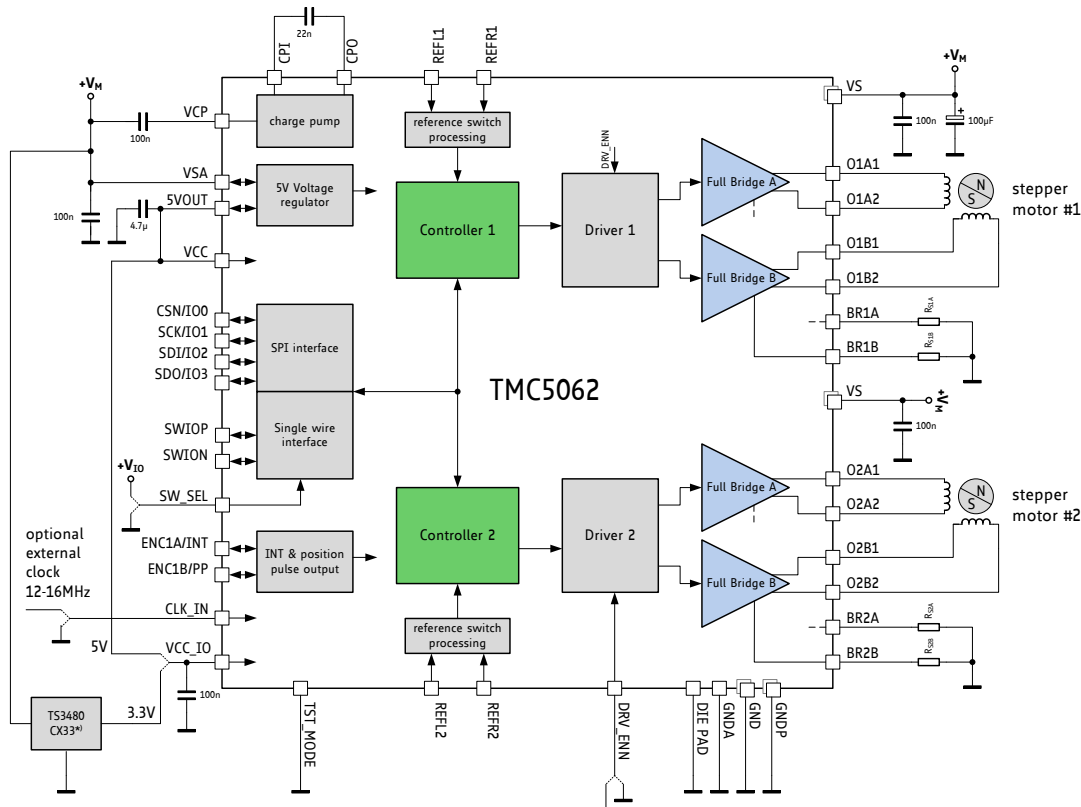 22n
CPI
CPO
REFL1
REFR1
+VM
VCP
100n
charge pump
reference switch
processing
VSA
5VOUT
5V Voltage
regulator
100n
4.7µ
VCC
Controller 1
DRV_ENN
Driver 1
Full Bridge A
Full Bridge B
VS
+VM
100n
+
100µF
O1A1
O1A2
O1B1
O1B2
BR1A
BR1B
RS1A
RS1B
N
S
stepper
motor #1
CSN/IO0
SCK/IO1
SDI/IO2
SDO/IO3
SPI interface
TMC5062
Single wire
interface
SWIOP
SWION
+VIO
SW_SEL
VS
+VM
100n
ENC1A/INT
ENC1B/PP
INT & position
pulse output
Controller 2
Driver 2
Full Bridge A
Full Bridge B
O2A1
O2A2
O2B1
O2B2
BR2A
BR2B
RS2A
RS2B
N
S
stepper
motor #2
optional
external
clock
12-16MHz
CLK_IN
reference switch
processing
5V
VCC_IO
100n
3.3V
TS3480
CX33*)
TST_MODE
REFL2
REFR2
DRV_ENN
DIE PAD
GNDA
GND
GNDP